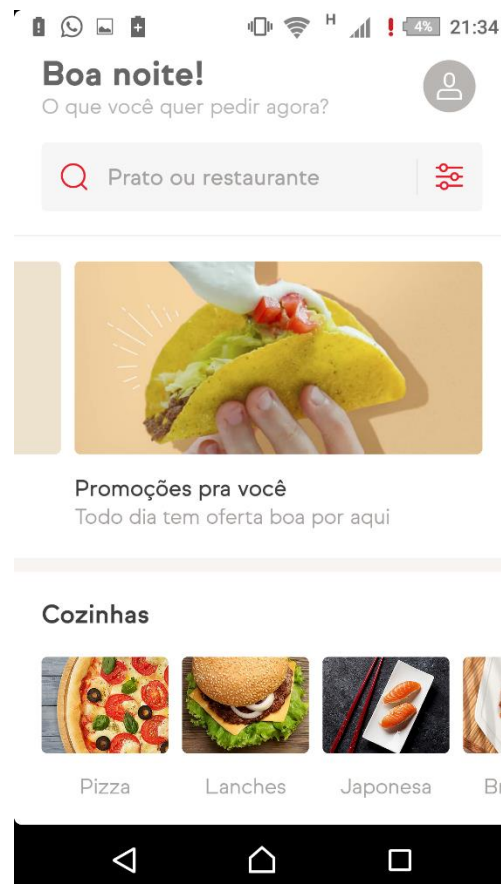 H 4% 21:34
Boa noite!
O que você quer pedir agora?
Prato ou restaurante
Promoções pra você
Todo dia tem oferta boa por aqui
Cozinhas
Pizza Lanches Japonesa